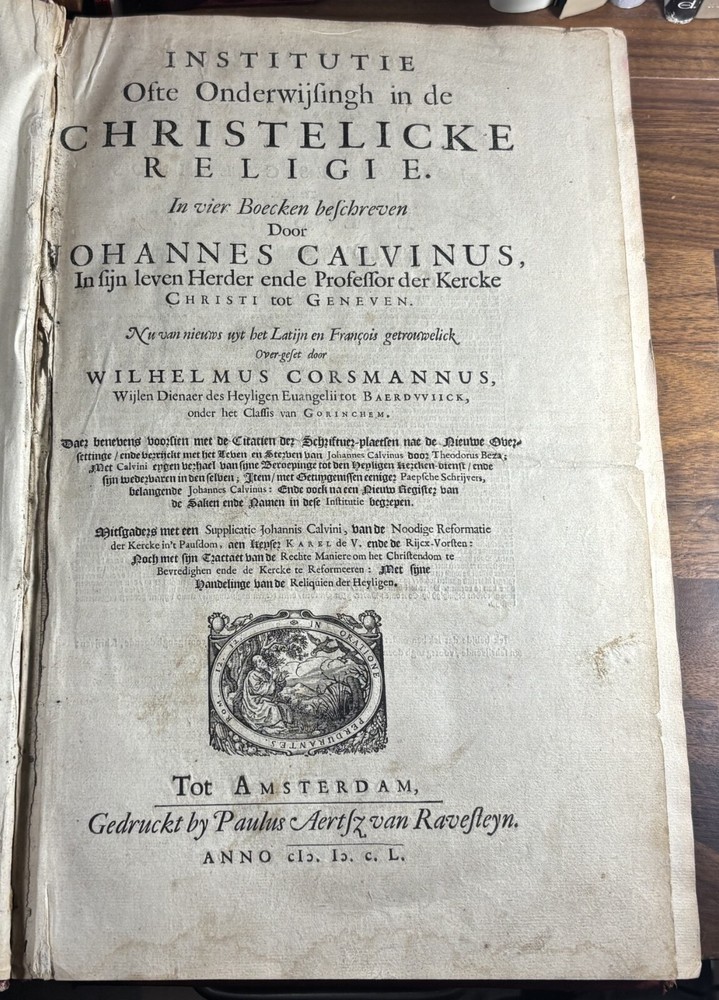 INSTITUTIE
Ofte Onderwijſingh in de
CHRISTELICKE
RELIGIE.
In vier Boecken beſchreven
Door
JOHANNES CALVINUS,
In ſijn leven Herder ende Profeſſor der Kercke
CHRISTI tot GENEVEN.
Nu van nieuws uyt het Latijn en François getrouwelick
Over-geſet door
WILHELMUS CORSMANNUS,
Wijlen Dienaer des Heyligen Euangelii tot BAERDVVIICK,
onder het Claſſis van GORINCHEM.
Daer benevens voorſien met de Citatien der Schriftuer-plaetſen nae de Nieuwe Over-
ſettinge / ende verrijckt met het Leven en Sterven van Johannes Calvinus door Theodorus Beza;
Met Calvini eygen verhael van ſijne Beroepinge tot den Heyligen Kercken-dienſt / ende
ſijn wedervaren in den ſelven; Item / met Getuygeniſſen eeniger Paepſche Schrijvers,
belangende Johannes Calvinus: Ende oock na een Nieuw Regiſter van
de Saken ende Namen in deſe Inſtitutie begrepen.
Mitſgaders met een Supplicatie Johannis Calvini, van de Noodige Reformatie
der Kercke in't Pauſdom, aen Keyſer KAREL de V. ende de Rijcx-Vorſten:
Noch met ſijn Tractaet van de Rechte Maniere om het Chriſtendom te
Bevredighen ende de Kercke te Reformeeren: Met ſijne
Handelinge van de Reliquien der Heyligen.
IN ORATIONE PERDURANTES ROM. 12. 12.
Tot AMSTERDAM,
Gedruckt by Paulus Aertſz van Raveſteyn.
ANNO cIↄ. Iↄ. c. L.